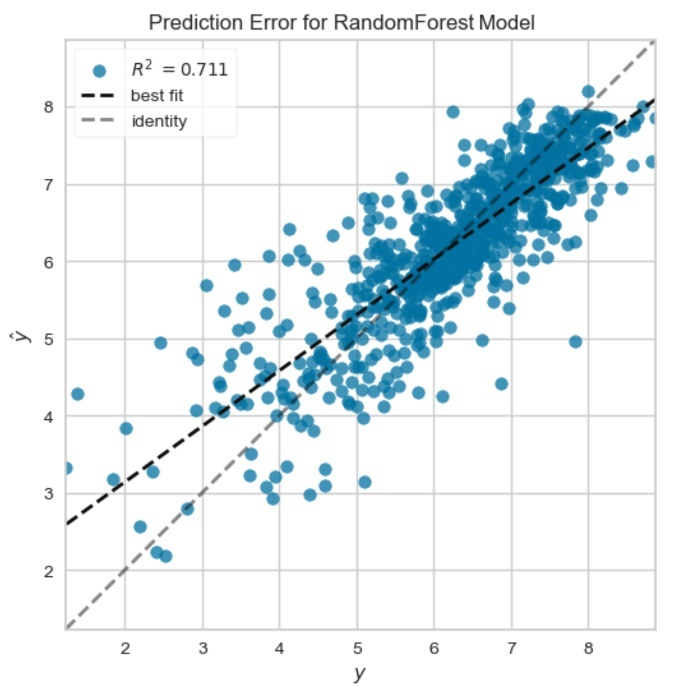 Prediction Error for RandomForest Model
R² = 0.711
best fit
identity
8
7
6
5
4
3
2
ŷ
2 3 4 5 6 7 8
y